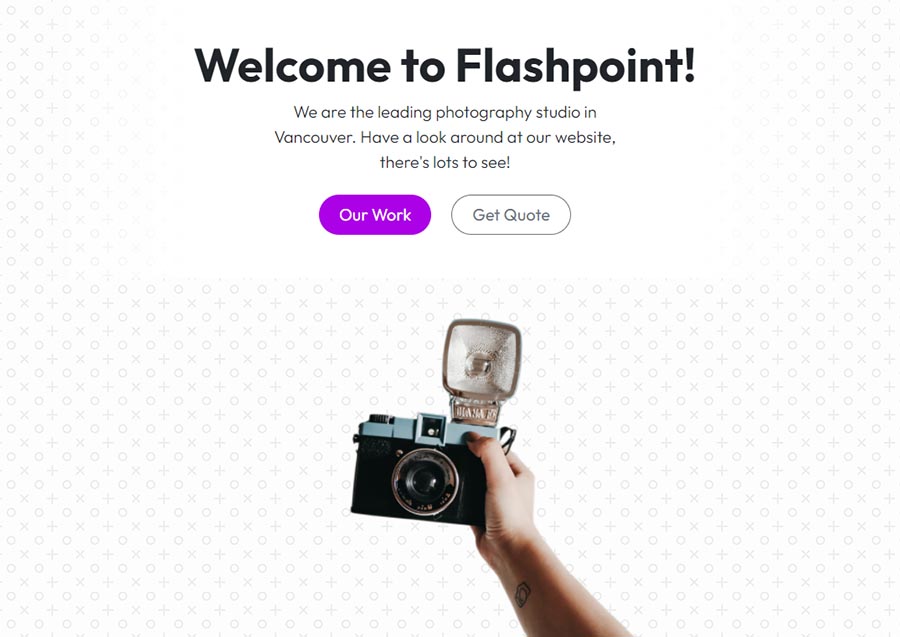 Welcome to Flashpoint!
We are the leading photography studio in
Vancouver. Have a look around at our website,
there's lots to see!
Our Work
Get Quote